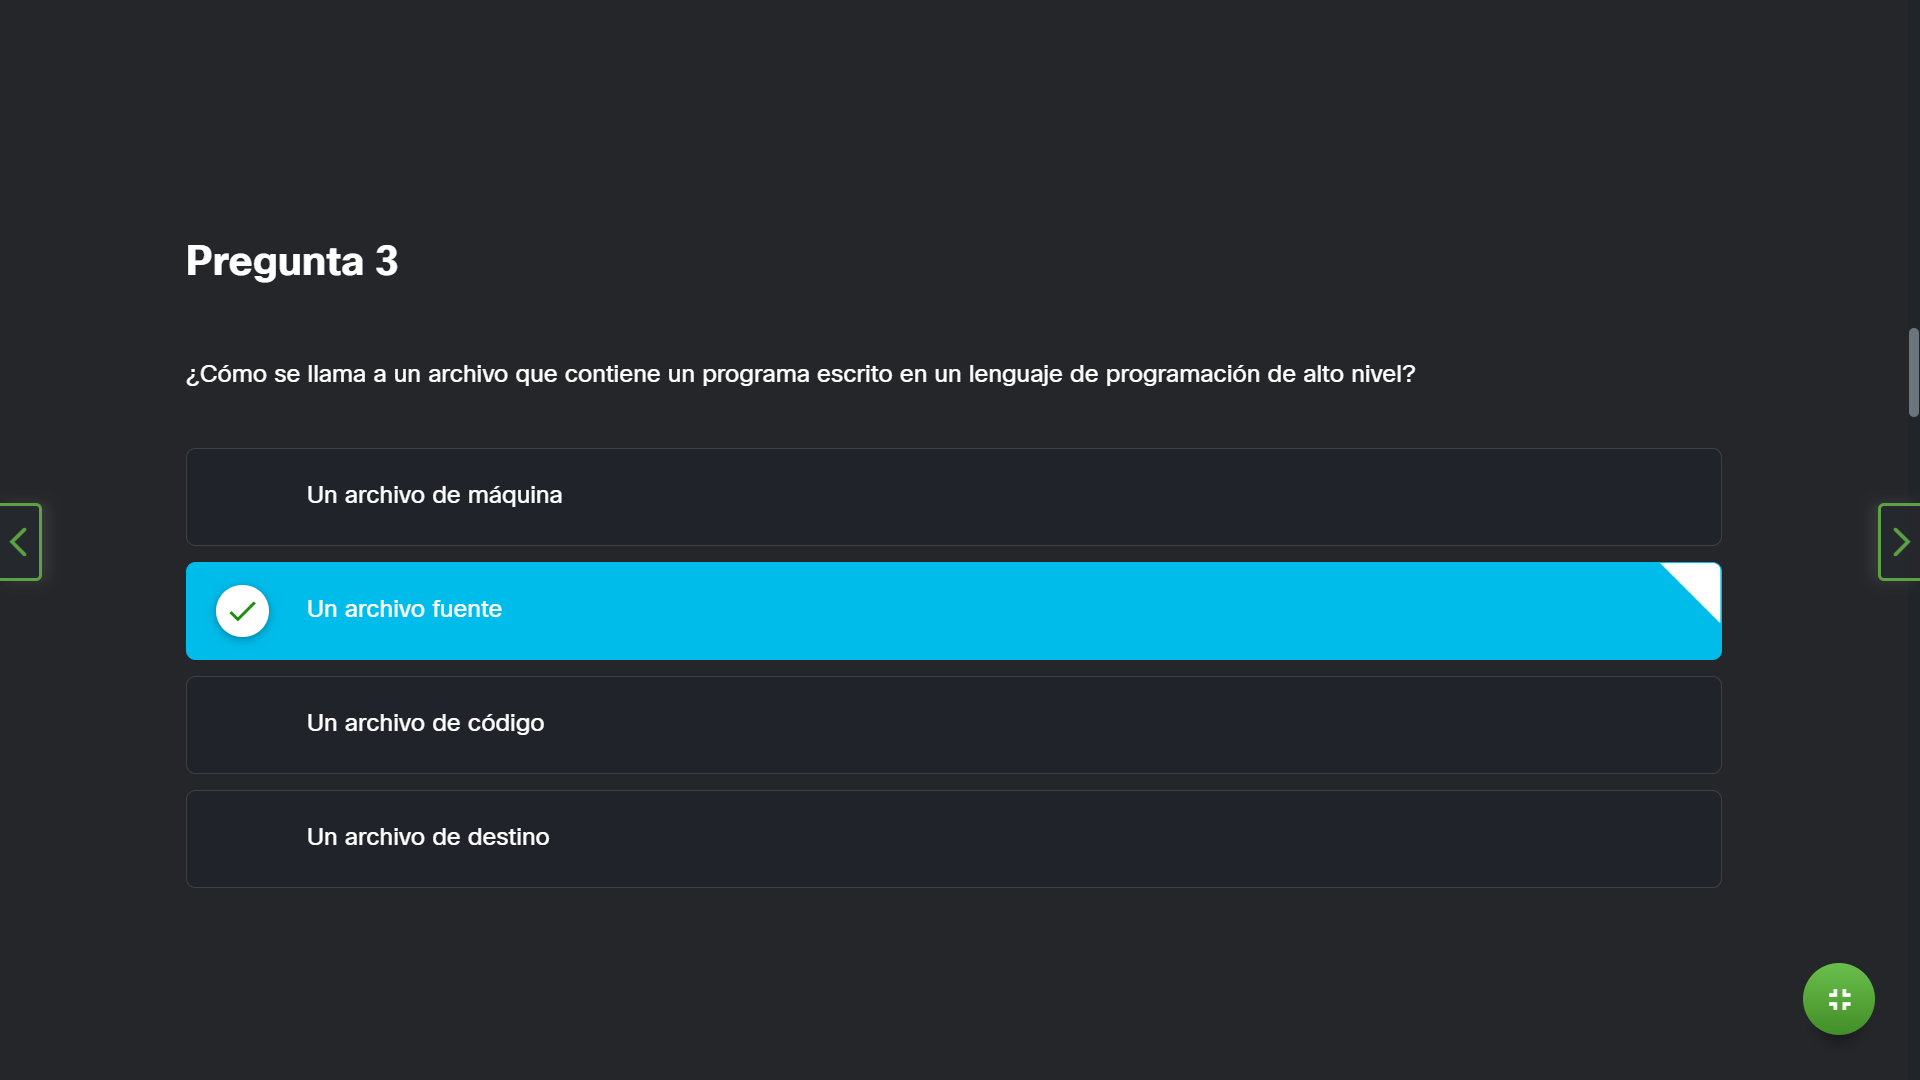 Pregunta 3
¿Cómo se llama a un archivo que contiene un programa escrito en un lenguaje de programación de alto nivel?
Un archivo de máquina
Un archivo fuente
Un archivo de código
Un archivo de destino